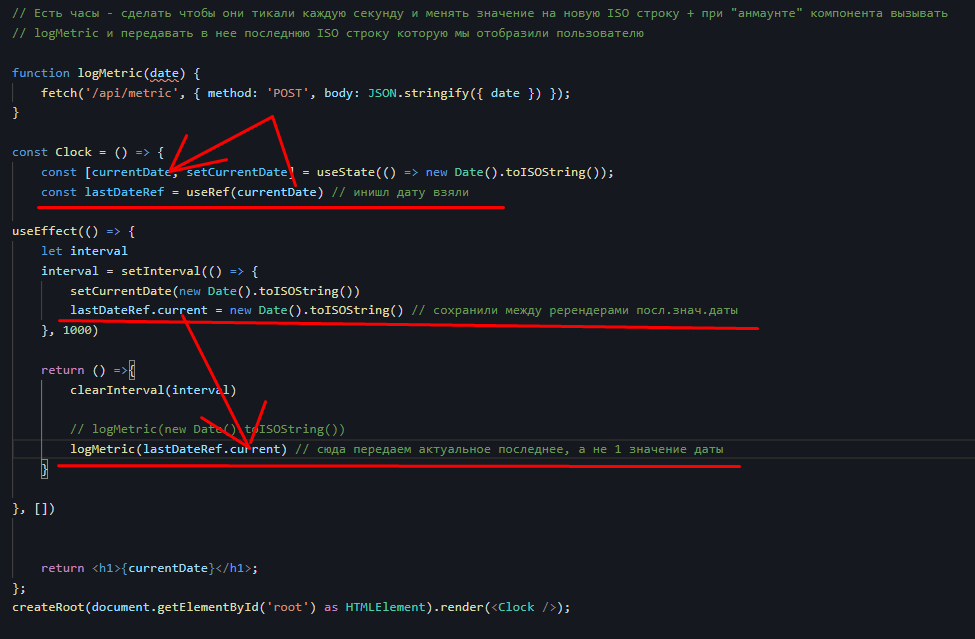 // Есть часы - сделать чтобы они тикали каждую секунду и менять значение на новую ISO строку + при "анмаунте" компонента вызывать
// logMetric и передавать в нее последнюю ISO строку которую мы отобразили пользователю
function logMetric(date) {
fetch('/api/metric', { method: 'POST', body: JSON.stringify({ date }) });
}
const Clock = () => {
const [currentDate, setCurrentDate] = useState(() => new Date().toISOString());
const lastDateRef = useRef(currentDate) // инишл дату взяли
useEffect(() => {
let interval
interval = setInterval(() => {
setCurrentDate(new Date().toISOString())
lastDateRef.current = new Date().toISOString() // сохранили между ререндерами посл.знач.даты
}, 1000)
return () =>{
clearInterval(interval)
// logMetric(new Date().toISOString())
logMetric(lastDateRef.current) // сюда передаем актуальное последнее, а не 1 значение даты
}
}, [])
return <h1>{currentDate}</h1>;
};
createRoot(document.getElementById('root') as HTMLElement).render(<Clock />);